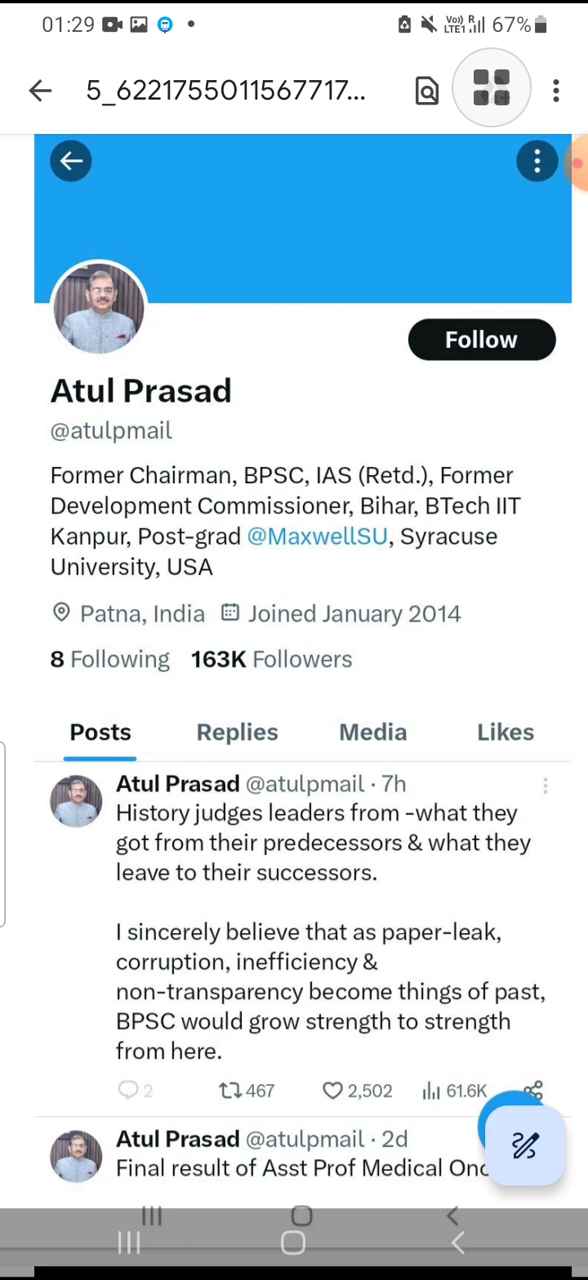 01:29
Vo)) R
LTE1 67%
5_6221755011567717...
Follow
Atul Prasad
@atulpmail
Former Chairman, BPSC, IAS (Retd.), Former
Development Commissioner, Bihar, BTech IIT
Kanpur, Post-grad @MaxwellSU, Syracuse
University, USA
Patna, India Joined January 2014
8 Following 163K Followers
Posts Replies Media Likes
Atul Prasad @atulpmail · 7h
History judges leaders from -what they
got from their predecessors & what they
leave to their successors.
I sincerely believe that as paper-leak,
corruption, inefficiency &
non-transparency become things of past,
BPSC would grow strength to strength
from here.
2 467 2,502 61.6K
Atul Prasad @atulpmail · 2d
Final result of Asst Prof Medical Onc